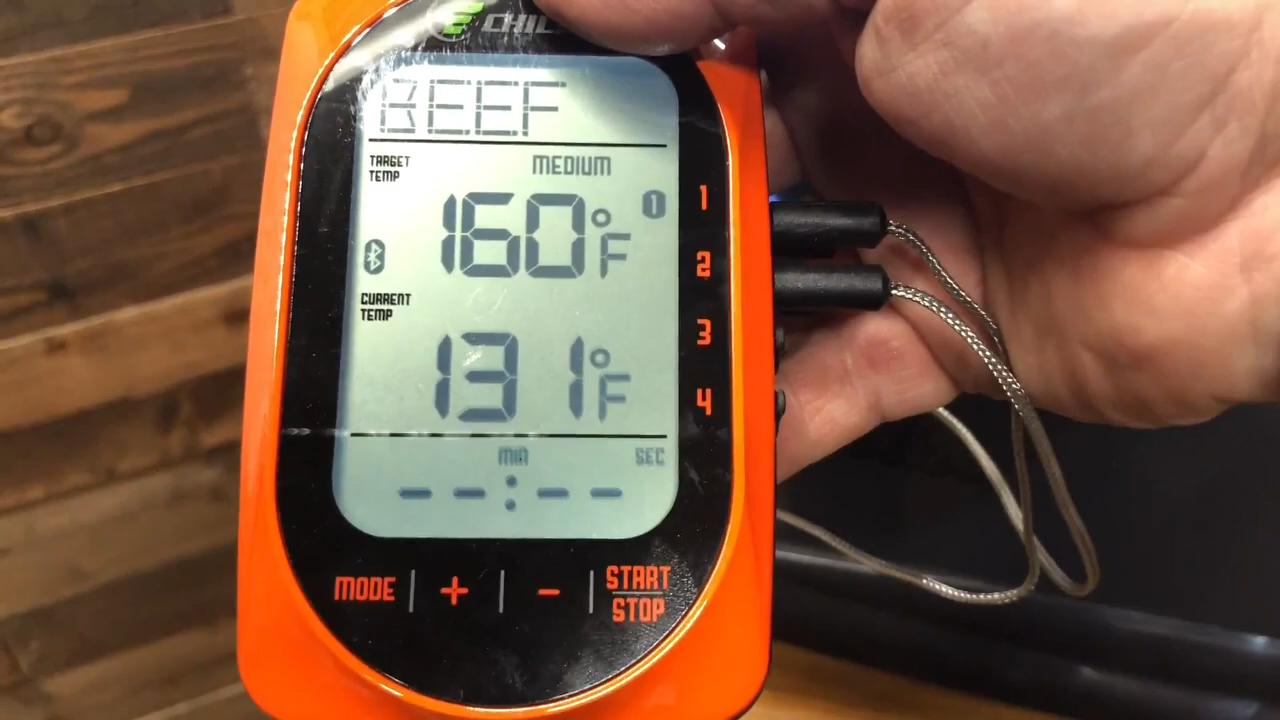 BEEF
TARGET
TEMP
MEDIUM
160°F
1
CURRENT
TEMP
131°F
MIN SEC
--:--
1
2
3
4
MODE + - START
STOP